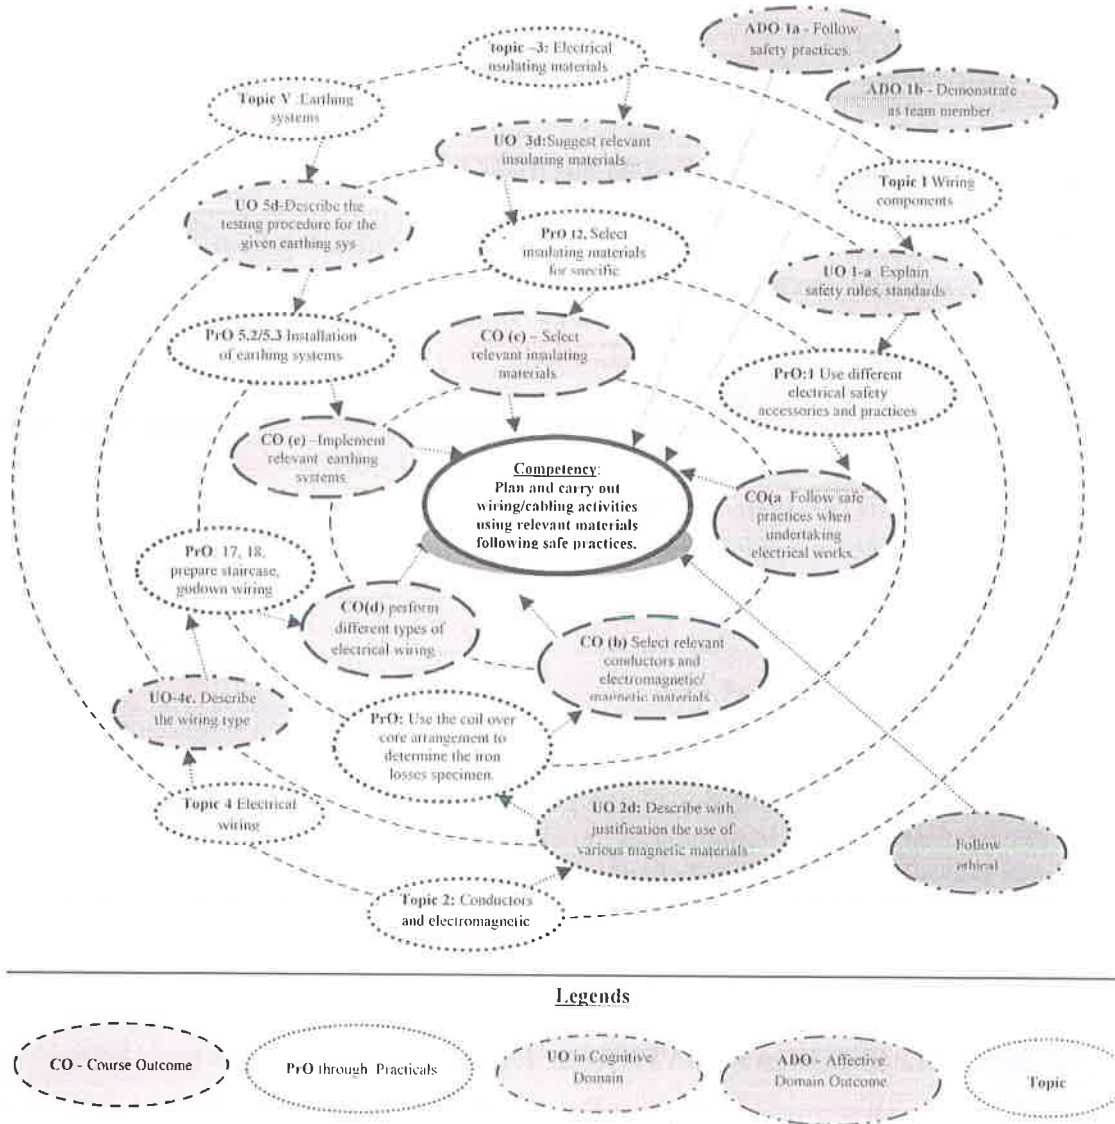 topic –3: Electrical
nsulating materials
ADO 1a - Follow
safety practices.
Topic V Earthing
systems
ADO 1b - Demonstrate
as team member.
UO 3d:Suggest relevant
insulating materials…
Topic 1 Wiring
components
UO 5d-Describe the
testing procedure for the
given earthing sys
PrO 12. Select
insulating materials
for specific
UO 1-a Explain
safety rules, standards
PrO 5.2/5.3 Installation
of earthing systems
CO (c) – Select
relevant insulating
materials
PrO:1 Use different
electrical safety
accessories and practices
CO (e) –Implement
relevant earthing
systems.
Competency:
Plan and carry out
wiring/cabling activities
using relevant materials
following safe practices.
CO(a Follow safe
practices when
undertaking
electrical works.
PrO: 17, 18,
prepare staircase,
godown wiring
CO(d) perform
different types of
electrical wiring
CO (b) Select relevant
conductors and
electromagnetic/
magnetic materials
UO-4c. Describe
the wiring type
PrO: Use the coil over
core arrangement to
determine the iron
losses specimen.
Topic 4 Electrical
wiring
UO 2d: Describe with
justification the use of
various magnetic materials
Follow
ethical
Topic 2: Conductors
and electromagnetic
Legends
CO - Course Outcome
PrO through Practicals
UO in Cognitive
Domain
ADO - Affective
Domain Outcome
Topic